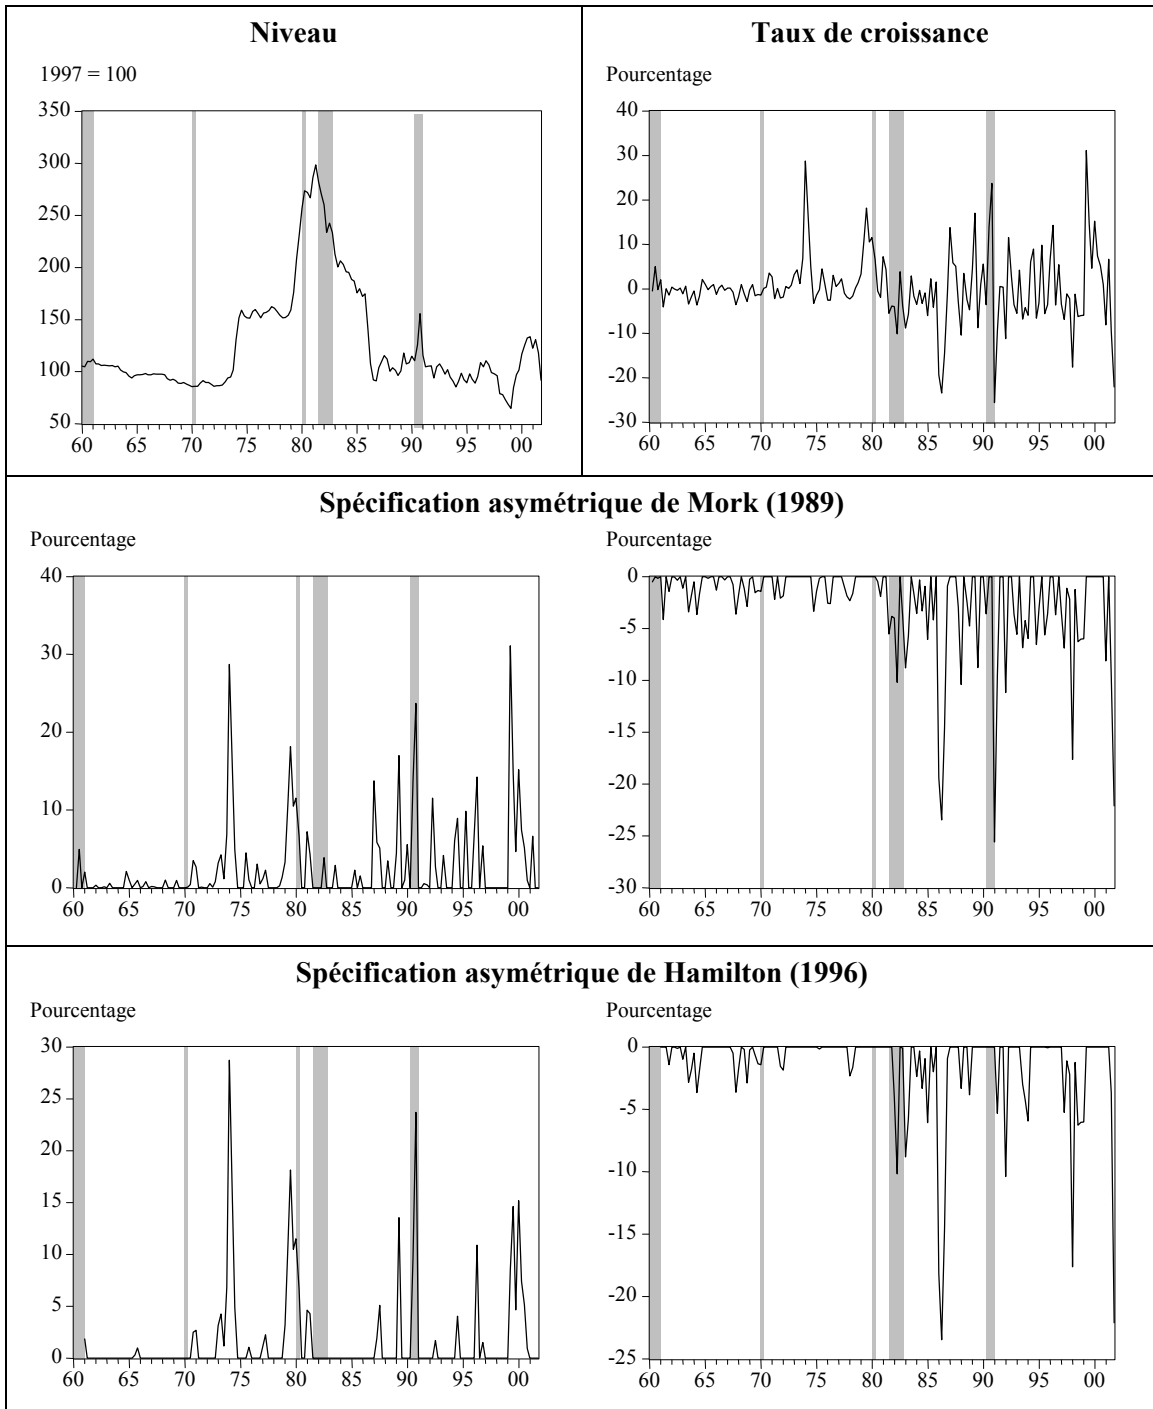 Niveau
1997 = 100
350
300
250
200
150
100
50
60 65 70 75 80 85 90 95 00
Taux de croissance
Pourcentage
40
30
20
10
0
-10
-20
-30
60 65 70 75 80 85 90 95 00
Spécification asymétrique de Mork (1989)
Pourcentage
40
30
20
10
0
60 65 70 75 80 85 90 95 00
Pourcentage
0
-5
-10
-15
-20
-25
-30
60 65 70 75 80 85 90 95 00
Spécification asymétrique de Hamilton (1996)
Pourcentage
30
25
20
15
10
5
0
60 65 70 75 80 85 90 95 00
Pourcentage
0
-5
-10
-15
-20
-25
60 65 70 75 80 85 90 95 00